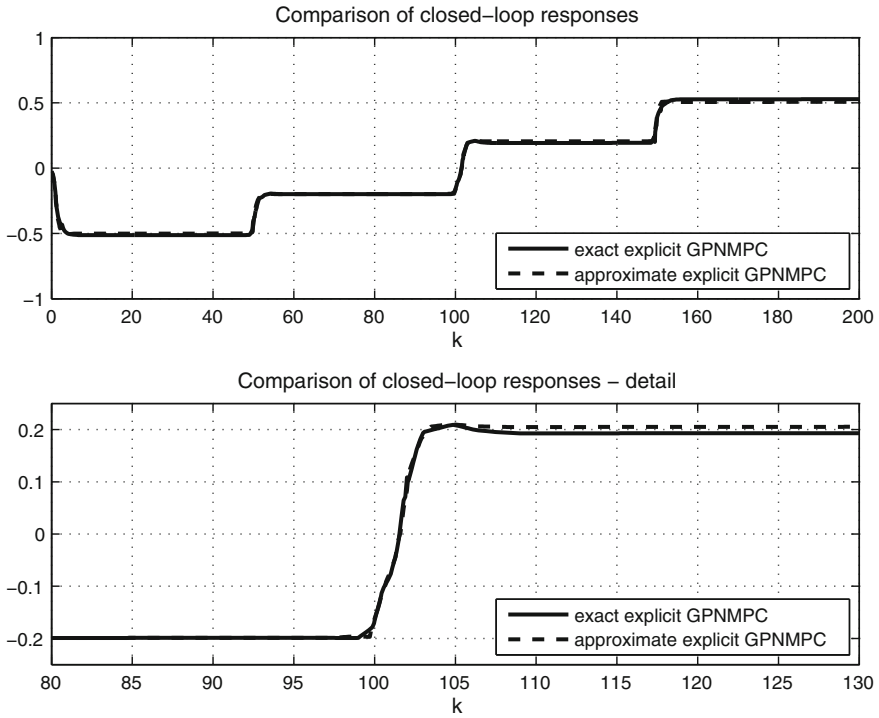 Comparison of closed–loop responses
1
0.5
0
−0.5
−1
exact explicit GPNMPC
approximate explicit GPNMPC
0 20 40 60 80 100 120 140 160 180 200
k
Comparison of closed–loop responses – detail
0.2
0.1
0
−0.1
−0.2
exact explicit GPNMPC
approximate explicit GPNMPC
80 85 90 95 100 105 110 115 120 125 130
k